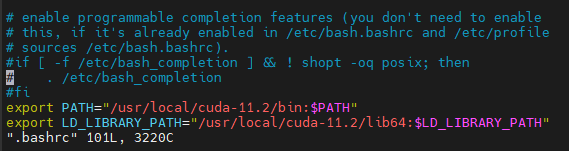 # enable programmable completion features (you don't need to enable
# this, if it's already enabled in /etc/bash.bashrc and /etc/profile
# sources /etc/bash.bashrc).
#if [ -f /etc/bash_completion ] && ! shopt -oq posix; then
#    . /etc/bash_completion
#fi
export PATH="/usr/local/cuda-11.2/bin:$PATH"
export LD_LIBRARY_PATH="/usr/local/cuda-11.2/lib64:$LD_LIBRARY_PATH"
".bashrc" 101L, 3220C